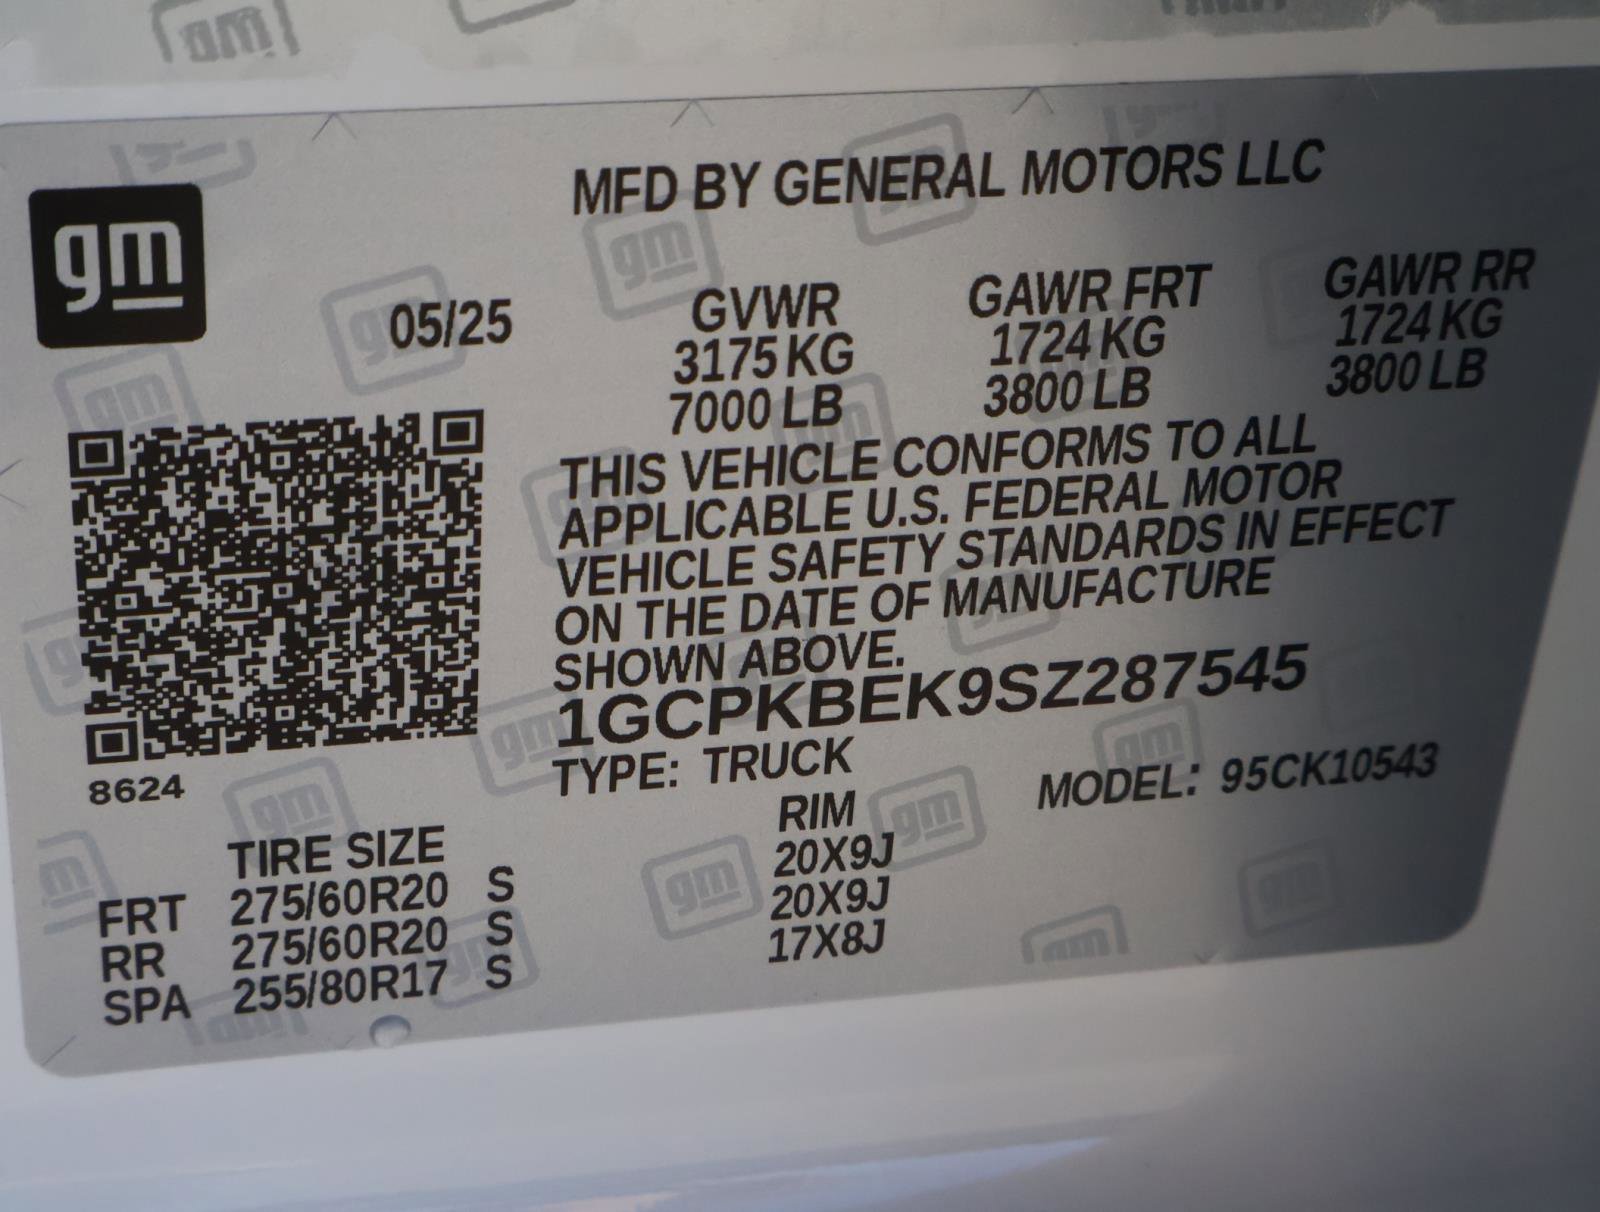 gm
MFD BY GENERAL MOTORS LLC
05/25 GVWR GAWR FRT GAWR RR
3175 KG 1724 KG 1724 KG
7000 LB 3800 LB 3800 LB
THIS VEHICLE CONFORMS TO ALL
APPLICABLE U.S. FEDERAL MOTOR
VEHICLE SAFETY STANDARDS IN EFFECT
ON THE DATE OF MANUFACTURE
SHOWN ABOVE.
1GCPKBEK9SZ287545
TYPE: TRUCK MODEL: 95CK10543
8624
TIRE SIZE RIM
FRT 275/60R20 S 20X9J
RR 275/60R20 S 20X9J
SPA 255/80R17 S 17X8J